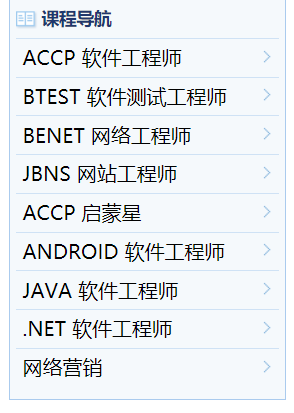 课程导航
ACCP 软件工程师
BTEST 软件测试工程师
BENET 网络工程师
JBNS 网站工程师
ACCP 启蒙星
ANDROID 软件工程师
JAVA 软件工程师
.NET 软件工程师
网络营销